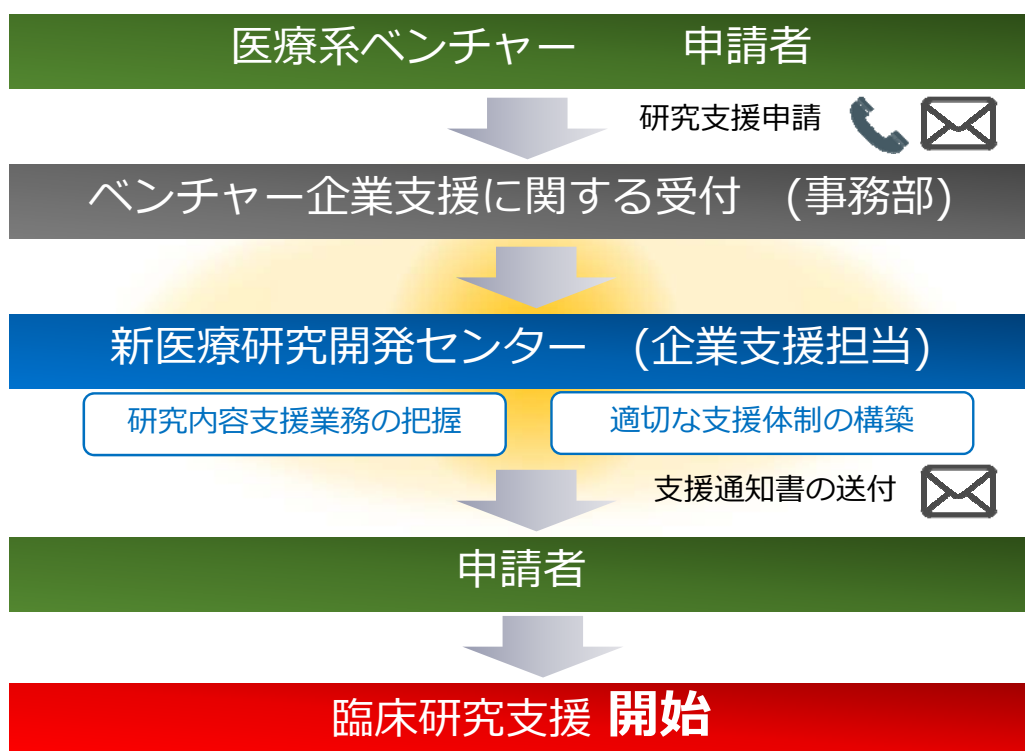 医療系ベンチャー　申請者
研究支援申請
ベンチャー企業支援に関する受付　(事務部)
新医療研究開発センター　(企業支援担当)
研究内容支援業務の把握
適切な支援体制の構築
支援通知書の送付
申請者
臨床研究支援 開始